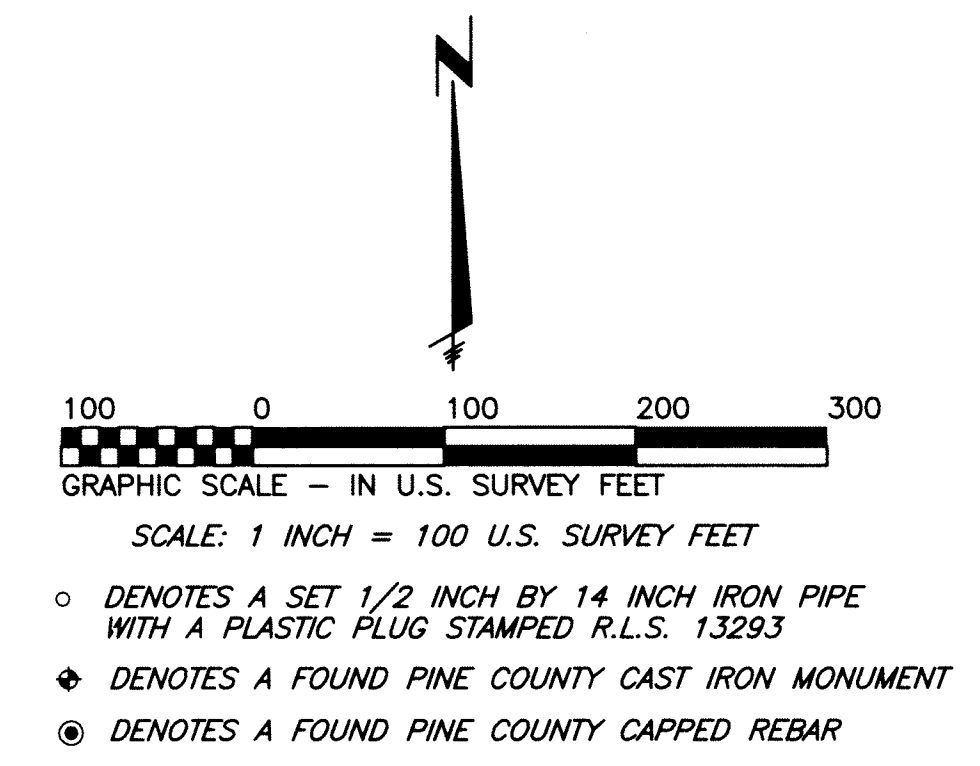 N
100 0 100 200 300
GRAPHIC SCALE – IN U.S. SURVEY FEET
SCALE: 1 INCH = 100 U.S. SURVEY FEET
DENOTES A SET 1/2 INCH BY 14 INCH IRON PIPE
WITH A PLASTIC PLUG STAMPED R.L.S. 13293
DENOTES A FOUND PINE COUNTY CAST IRON MONUMENT
DENOTES A FOUND PINE COUNTY CAPPED REBAR